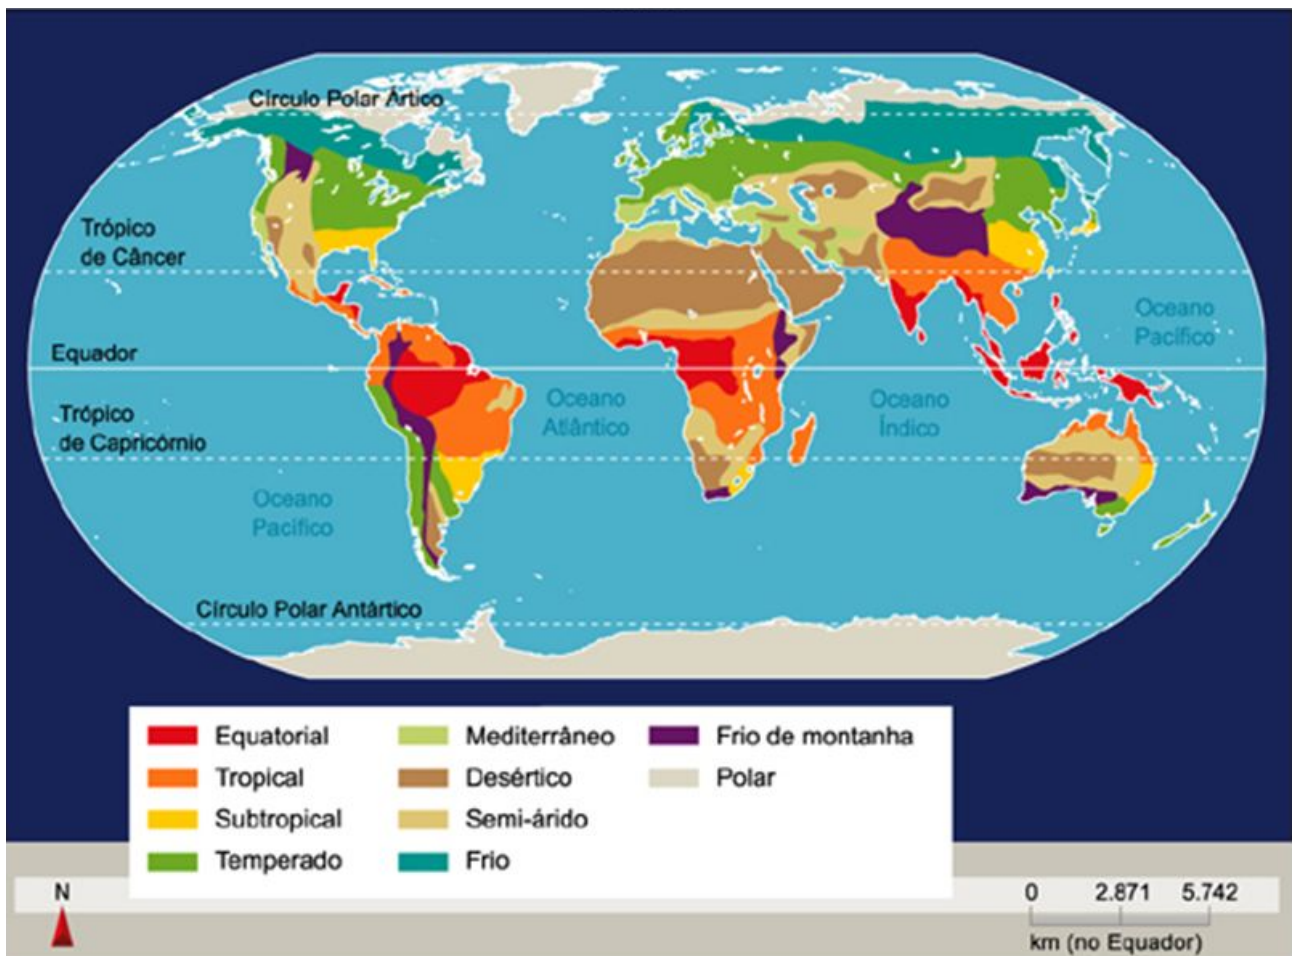 Círculo Polar Ártico
Trópico
de Câncer
Oceano
Pacífico
Equador
Trópico
de Capricórnio
Oceano
Atlântico
Oceano
Índico
Oceano
Pacífico
Círculo Polar Antártico
Equatorial
Tropical
Subtropical
Temperado
Mediterrâneo
Desértico
Semi-árido
Frio
Frio de montanha
Polar
N
0 2.871 5.742
km (no Equador)